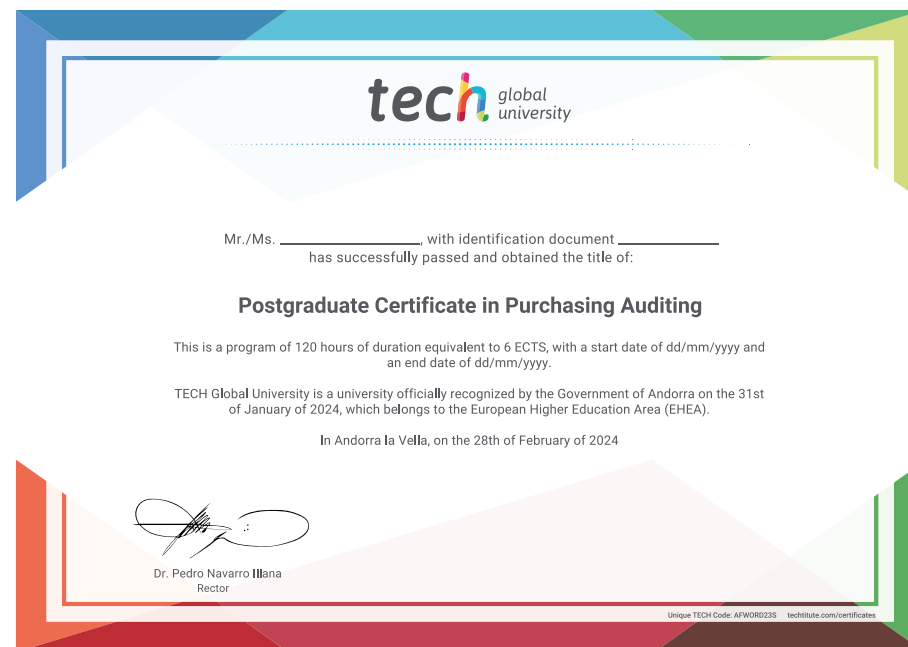 tech global university
Mr./Ms. ____________, with identification document ____________
has successfully passed and obtained the title of:
Postgraduate Certificate in Purchasing Auditing
This is a program of 120 hours of duration equivalent to 6 ECTS, with a start date of dd/mm/yyyy and
an end date of dd/mm/yyyy.
TECH Global University is a university officially recognized by the Government of Andorra on the 31st
of January of 2024, which belongs to the European Higher Education Area (EHEA).
In Andorra la Vella, on the 28th of February of 2024
Dr. Pedro Navarro Illana
Rector
Unique TECH Code: AFWORD23S techtitute.com/certificates